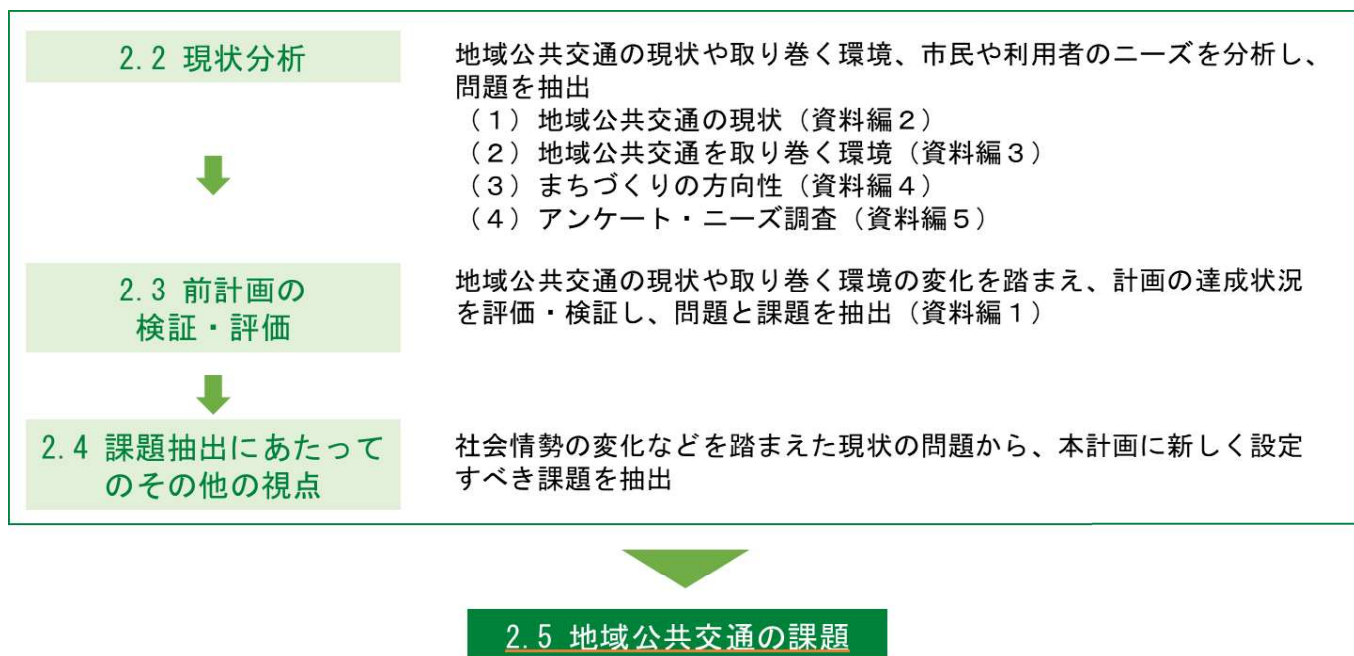 2.2 現状分析
地域公共交通の現状や取り巻く環境、市民や利用者のニーズを分析し、
問題を抽出
（１）地域公共交通の現状（資料編２）
（２）地域公共交通を取り巻く環境（資料編３）
（３）まちづくりの方向性（資料編４）
（４）アンケート・ニーズ調査（資料編５）
2.3 前計画の
検証・評価
地域公共交通の現状や取り巻く環境の変化を踏まえ、計画の達成状況
を評価・検証し、問題と課題を抽出（資料編１）
2.4 課題抽出にあたって
のその他の視点
社会情勢の変化などを踏まえた現状の問題から、本計画に新しく設定
すべき課題を抽出
2.5 地域公共交通の課題